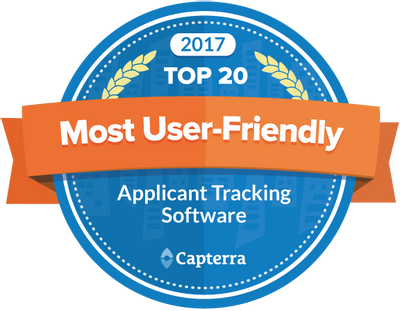 2017
TOP 20
Most User-Friendly
Applicant Tracking
Software
Capterra